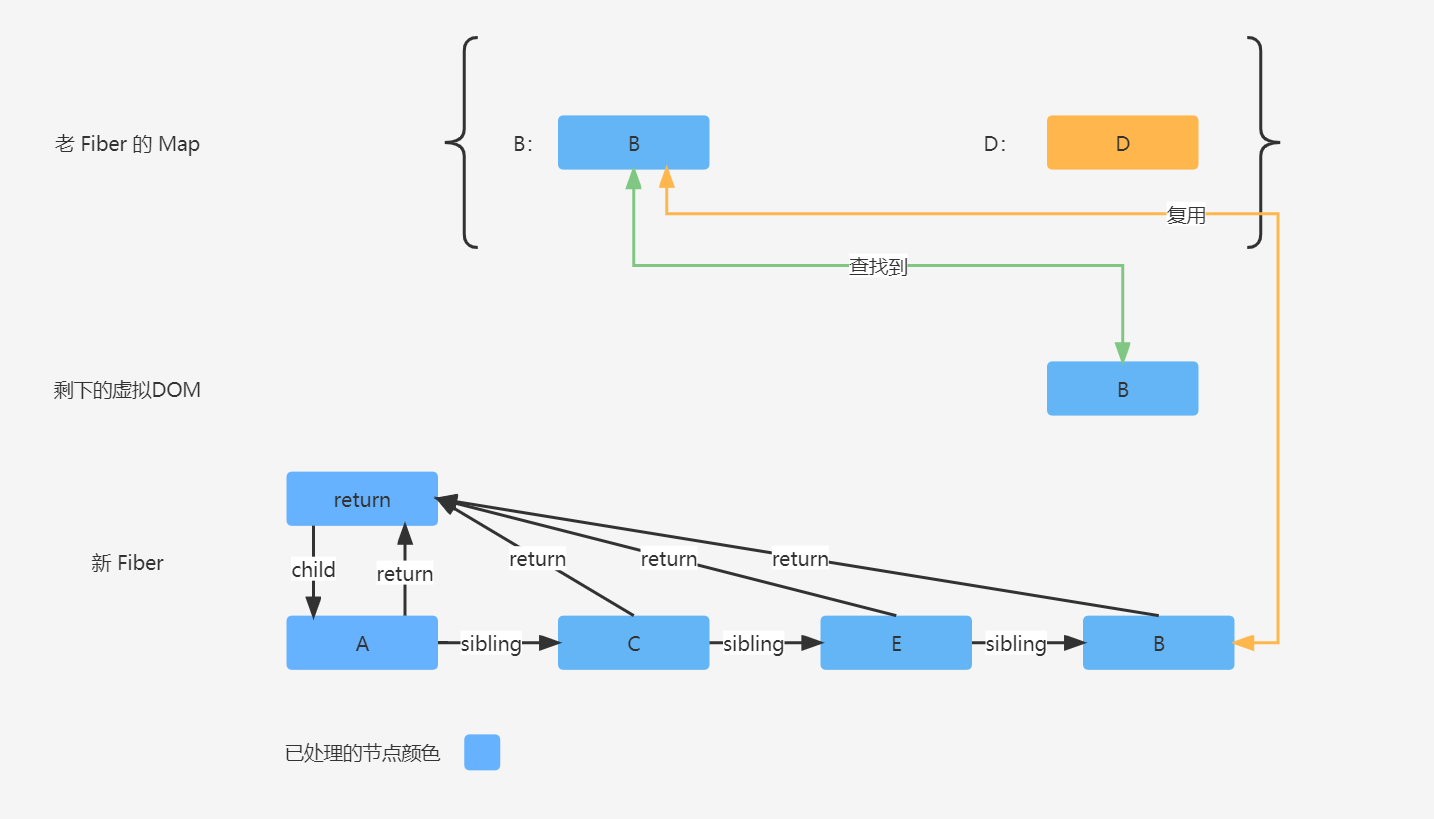 老 Fiber 的 Map
B：
B
D：
D
复用
查找到
剩下的虚拟DOM
B
return
新 Fiber
child
return
return
return
return
A
sibling
C
sibling
E
sibling
B
已处理的节点颜色